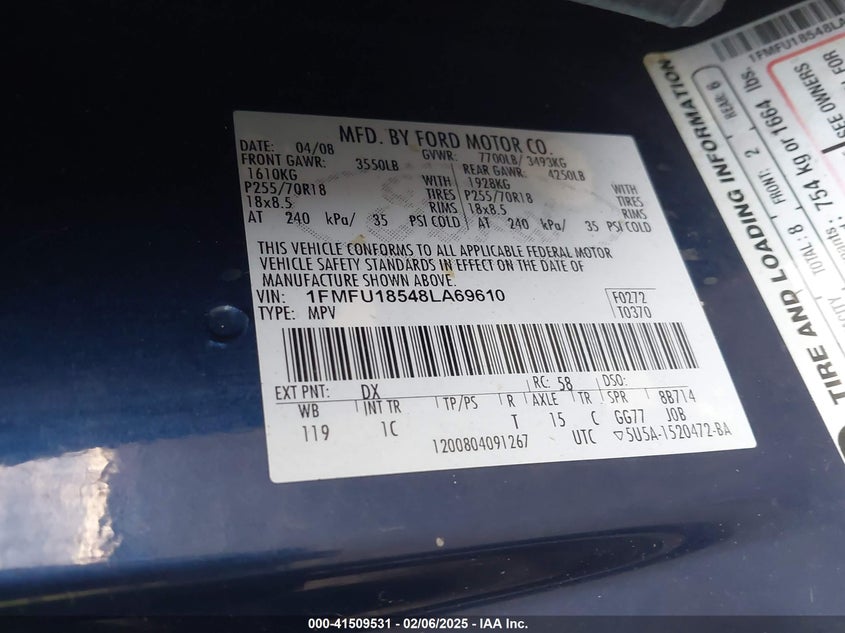 MFD. BY FORD MOTOR CO.
DATE: 04/08 GVWR: 7700LB/ 3493KG
FRONT GAWR: 3550LB REAR GAWR: 4250LB
1610KG WITH 1928KG WITH
P255/70R18 TIRES P255/70R18 TIRES
18x8.5 RIMS 18x8.5 RIMS
AT 240 kPa/ 35 PSI COLD AT 240 kPa/ 35 PSI COLD
THIS VEHICLE CONFORMS TO ALL APPLICABLE FEDERAL MOTOR
VEHICLE SAFETY STANDARDS IN EFFECT ON THE DATE OF
MANUFACTURE SHOWN ABOVE.
VIN: 1FMFU18548LA69610 F0272
TYPE: MPV T0370
EXT PNT: DX RC: 58 DSO:
WB INT TR TP/PS R AXLE TR SPR 8B714
119 1C T 15 C GG77 JOB
1200804091267 UTC ▽5U5A-1520472-BA
1FMFU18548LA
TIRE AND LOADING INFORMATION
TOTAL: 8 FRONT: 2 REAR: 6
754 kg or 1664 lbs.
SEE OWNERS
FOR
000-41509531 - 02/06/2025 - IAA Inc.